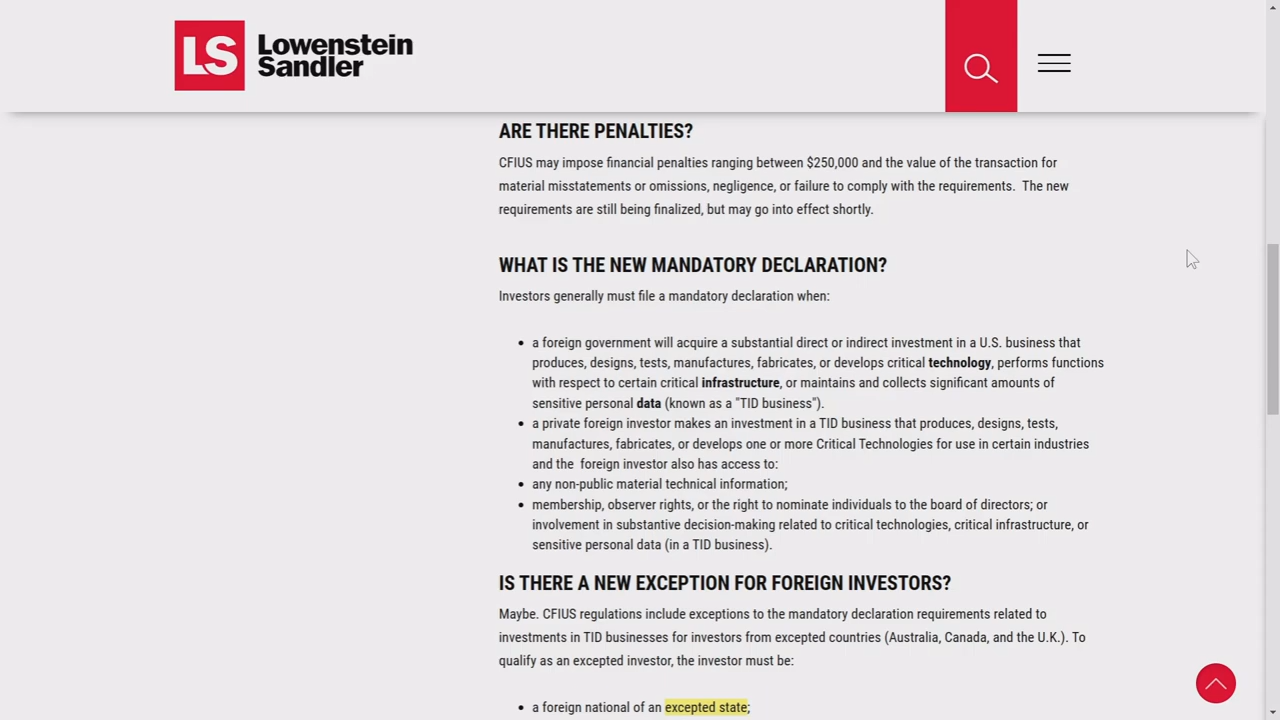 LS Lowenstein
Sandler
ARE THERE PENALTIES?
CFIUS may impose financial penalties ranging between $250,000 and the value of the transaction for
material misstatements or omissions, negligence, or failure to comply with the requirements.  The new
requirements are still being finalized, but may go into effect shortly.
WHAT IS THE NEW MANDATORY DECLARATION?
Investors generally must file a mandatory declaration when:
• a foreign government will acquire a substantial direct or indirect investment in a U.S. business that
produces, designs, tests, manufactures, fabricates, or develops critical technology, performs functions
with respect to certain critical infrastructure, or maintains and collects significant amounts of
sensitive personal data (known as a "TID business").
• a private foreign investor makes an investment in a TID business that produces, designs, tests,
manufactures, fabricates, or develops one or more Critical Technologies for use in certain industries
and the  foreign investor also has access to:
• any non-public material technical information;
• membership, observer rights, or the right to nominate individuals to the board of directors; or
involvement in substantive decision-making related to critical technologies, critical infrastructure, or
sensitive personal data (in a TID business).
IS THERE A NEW EXCEPTION FOR FOREIGN INVESTORS?
Maybe. CFIUS regulations include exceptions to the mandatory declaration requirements related to
investments in TID businesses for investors from excepted countries (Australia, Canada, and the U.K.). To
qualify as an excepted investor, the investor must be:
• a foreign national of an excepted state;